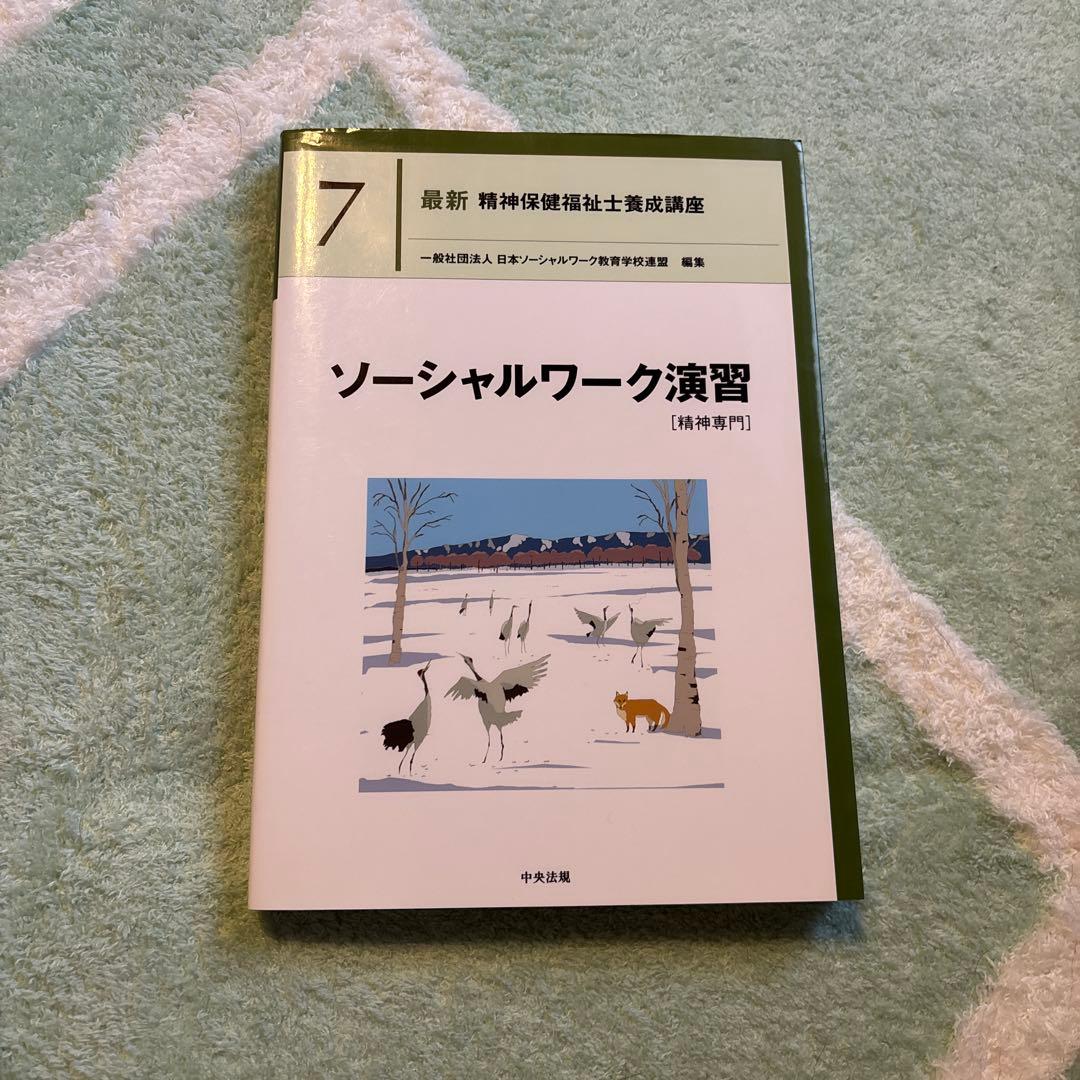 7
最新 精神保健福祉士養成講座
一般社団法人 日本ソーシャルワーク教育学校連盟 編集
ソーシャルワーク演習
[精神専門]
中央法規